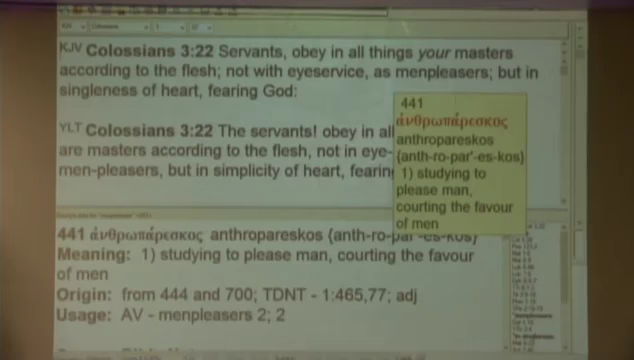 KJV Colossians 3:22 Servants, obey in all things your masters
according to the flesh; not with eyeservice, as menpleasers; but in
singleness of heart, fearing God:
YLT Colossians 3:22 The servants! obey in all
are masters according to the flesh, not in eye-
men-pleasers, but in simplicity of heart, fearing
441
ἀνθρωπάρεσκος
anthropareskos
{anth-ro-par'-es-kos}
1) studying to
please man,
courting the favour
of men
441 ἀνθρωπάρεσκος anthropareskos {anth-ro-par'-es-kos}
Meaning: 1) studying to please man, courting the favour
of men
Origin: from 444 and 700; TDNT - 1:465,77; adj
Usage: AV - menpleasers 2; 2